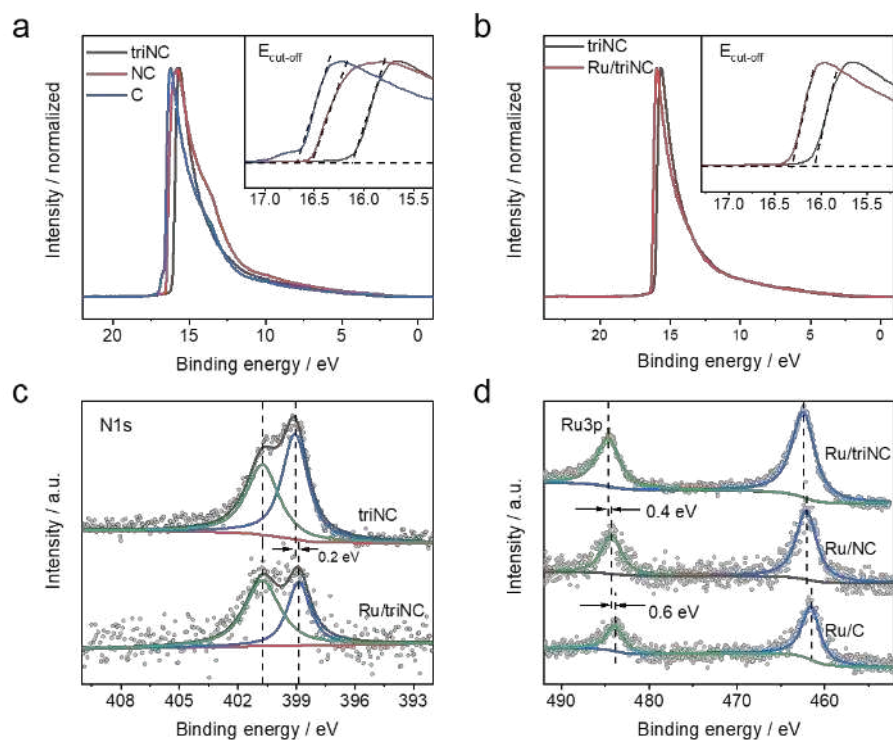 a
triNC
NC
C
E_cut-off
17.0 16.5 16.0 15.5
Intensity / normalized
20 15 10 5 0
Binding energy / eV
b
triNC
Ru/triNC
E_cut-off
17.0 16.5 16.0 15.5
Intensity / normalized
20 15 10 5 0
Binding energy / eV
c
N1s
triNC
0.2 eV
Ru/triNC
Intensity / a.u.
408 405 402 399 396 393
Binding energy / eV
d
Ru3p
Ru/triNC
0.4 eV
Ru/NC
0.6 eV
Ru/C
Intensity / a.u.
490 480 470 460
Binding energy / eV